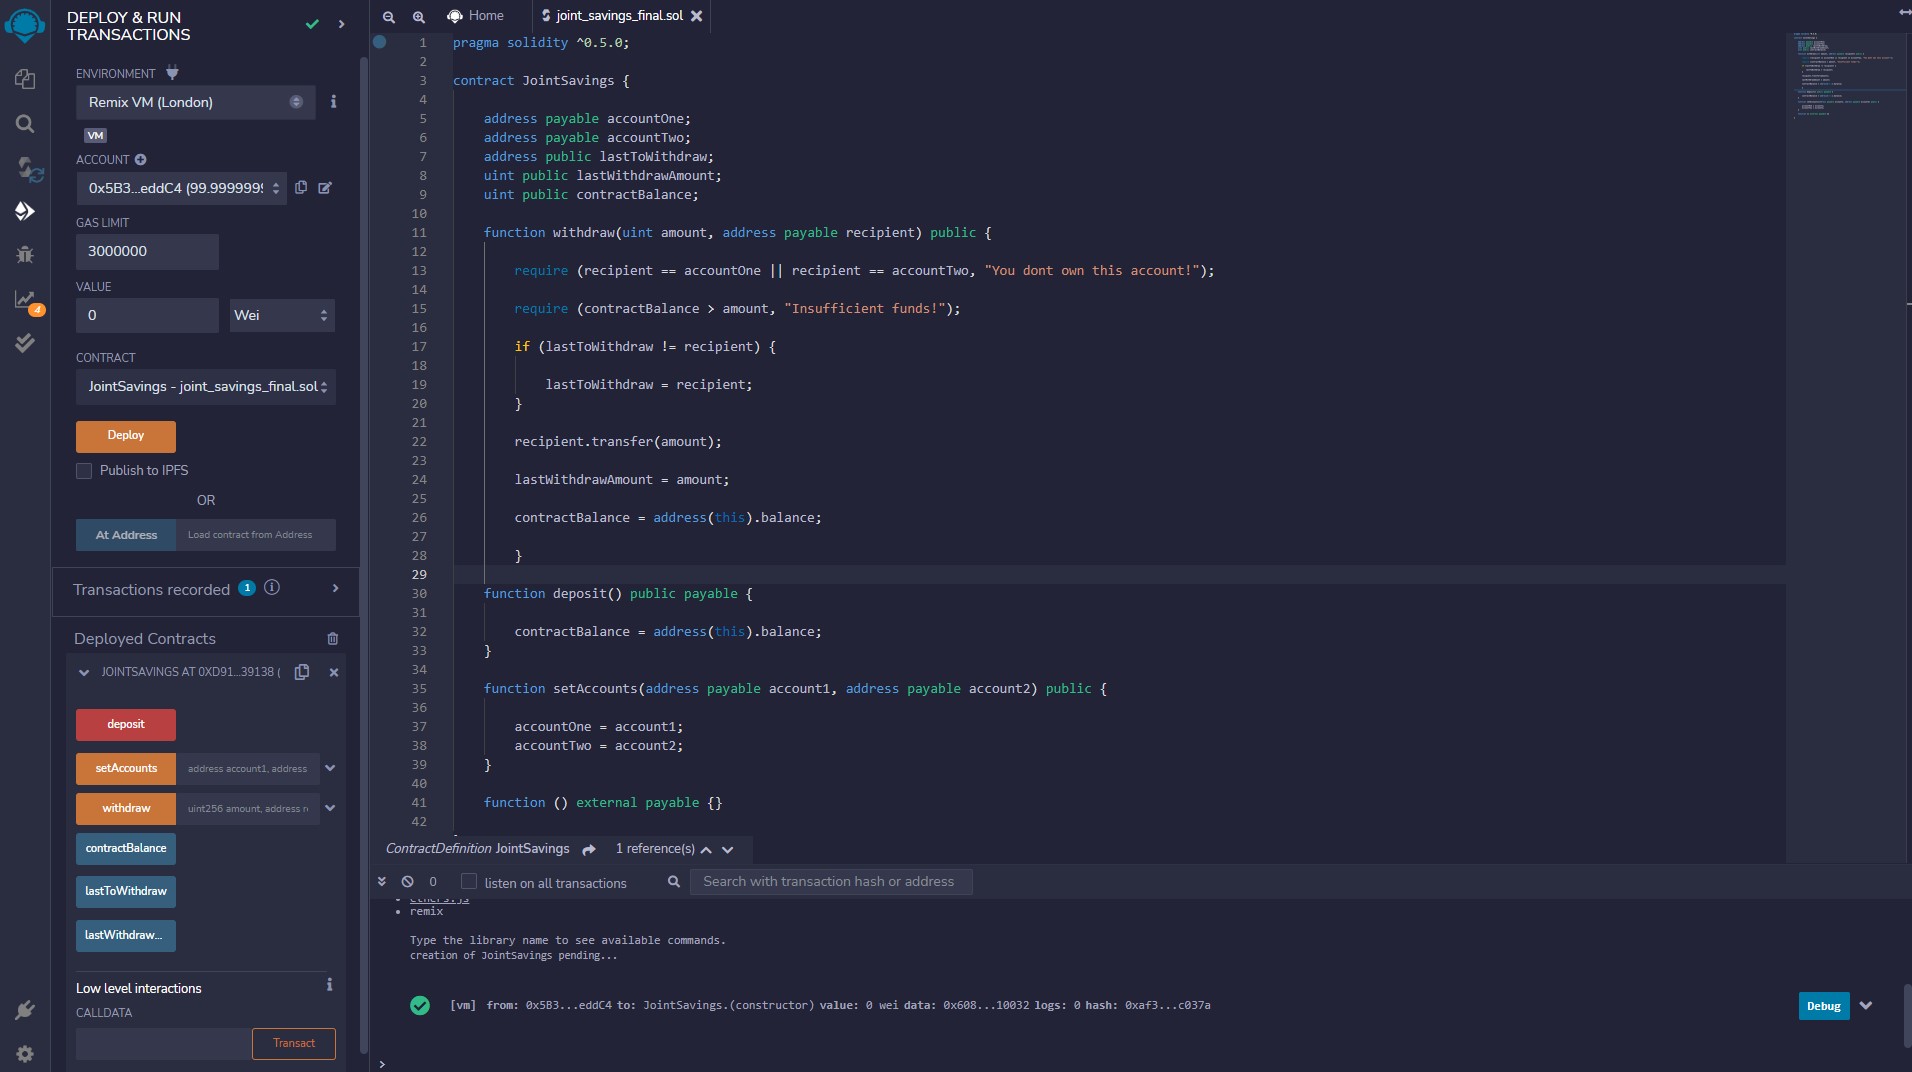 DEPLOY & RUN
TRANSACTIONS
ENVIRONMENT
Remix VM (London)
VM
ACCOUNT
0x5B3...eddC4 (99.9999999
GAS LIMIT
3000000
VALUE
0
Wei
CONTRACT
JointSavings - joint_savings_final.sol
Deploy
Publish to IPFS
OR
At Address
Load contract from Address
Transactions recorded 1
Deployed Contracts
JOINTSAVINGS AT 0XD91...39138 (
deposit
setAccounts
address account1, address
withdraw
uint256 amount, address r
contractBalance
lastToWithdraw
lastWithdraw...
Low level interactions
CALLDATA
Transact
4
Home
joint_savings_final.sol
1 pragma solidity ^0.5.0;
2
3 contract JointSavings {
4
5 address payable accountOne;
6 address payable accountTwo;
7 address public lastToWithdraw;
8 uint public lastWithdrawAmount;
9 uint public contractBalance;
10
11 function withdraw(uint amount, address payable recipient) public {
12
13 require (recipient == accountOne || recipient == accountTwo, "You dont own this account!");
14
15 require (contractBalance > amount, "Insufficient funds!");
16
17 if (lastToWithdraw != recipient) {
18
19 lastToWithdraw = recipient;
20 }
21
22 recipient.transfer(amount);
23
24 lastWithdrawAmount = amount;
25
26 contractBalance = address(this).balance;
27
28 }
29
30 function deposit() public payable {
31
32 contractBalance = address(this).balance;
33 }
34
35 function setAccounts(address payable account1, address payable account2) public {
36
37 accountOne = account1;
38 accountTwo = account2;
39 }
40
41 function () external payable {}
42
ContractDefinition JointSavings 1 reference(s)
0
listen on all transactions
Search with transaction hash or address
• ethers.js
• remix
Type the library name to see available commands.
creation of JointSavings pending...
[vm] from: 0x5B3...eddC4 to: JointSavings.(constructor) value: 0 wei data: 0x608...10032 logs: 0 hash: 0xaf3...c037a
Debug
>